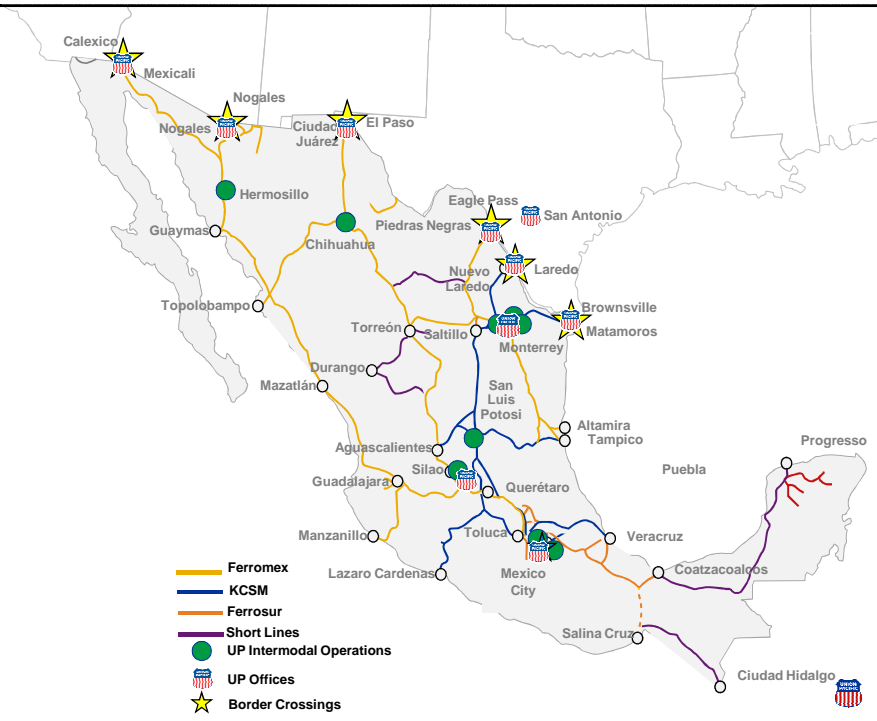 Calexico
Mexicali
Nogales
Nogales
Ciudad
Juárez
El Paso
Hermosillo
Guaymas
Chihuahua
Eagle Pass
San Antonio
Piedras Negras
Nuevo
Laredo
Laredo
Topolobampo
Brownsville
Matamoros
Torreón
Saltillo
Monterrey
Durango
Mazatlán
San
Luis
Potosi
Altamira
Tampico
Aguascalientes
Silao
Puebla
Progresso
Guadalajara
Querétaro
Manzanillo
Toluca
Veracruz
Lazaro Cardenas
Mexico
City
Coatzacoalcos
Salina Cruz
Ciudad Hidalgo
Ferromex
KCSM
Ferrosur
Short Lines
UP Intermodal Operations
UP Offices
Border Crossings
UNION
PACIFIC